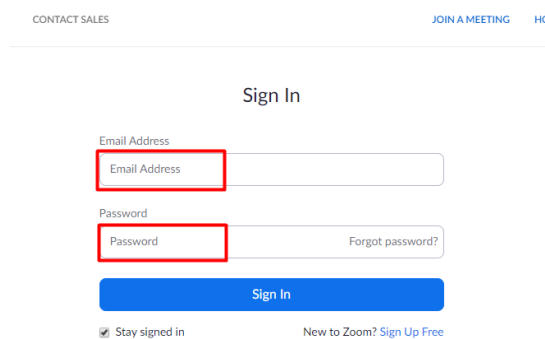 CONTACT SALES JOIN A MEETING
Sign In
Email Address
Email Address
Password
Password Forgot password?
Sign In
Stay signed in New to Zoom? Sign Up Free